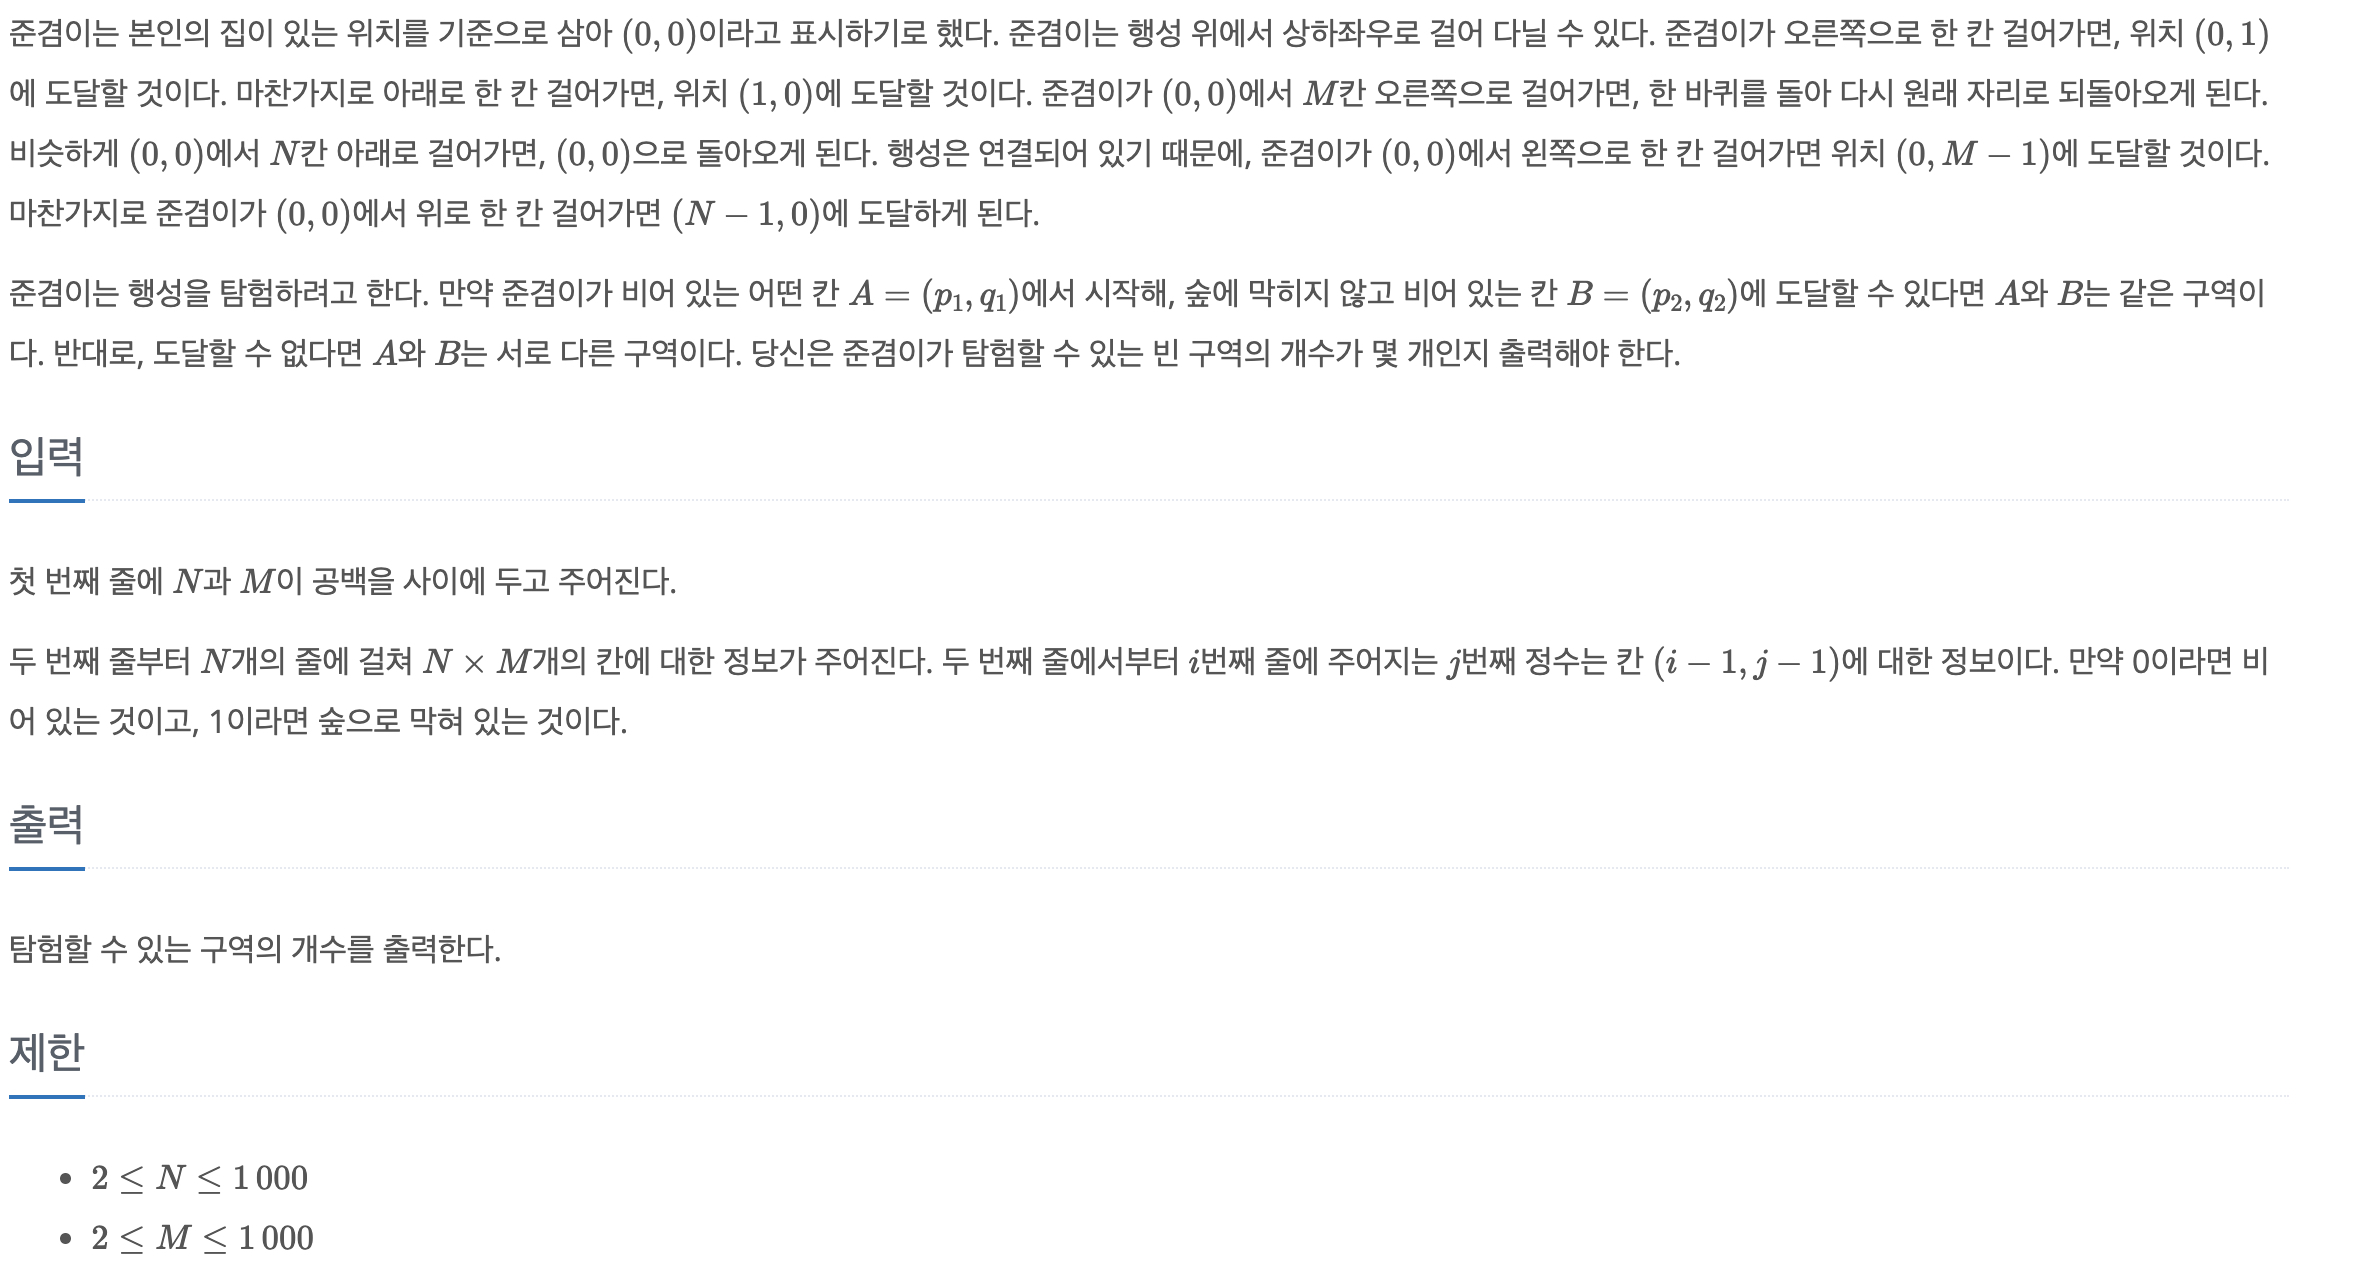 준겸이는 본인의 집이 있는 위치를 기준으로 삼아 (0, 0)이라고 표시하기로 했다. 준겸이는 행성 위에서 상하좌우로 걸어 다닐 수 있다. 준겸이가 오른쪽으로 한 칸 걸어가면, 위치 (0, 1)
에 도달할 것이다. 마찬가지로 아래로 한 칸 걸어가면, 위치 (1, 0)에 도달할 것이다. 준겸이가 (0, 0)에서 M칸 오른쪽으로 걸어가면, 한 바퀴를 돌아 다시 원래 자리로 되돌아오게 된다.
비슷하게 (0, 0)에서 N칸 아래로 걸어가면, (0, 0)으로 돌아오게 된다. 행성은 연결되어 있기 때문에, 준겸이가 (0, 0)에서 왼쪽으로 한 칸 걸어가면 위치 (0, M − 1)에 도달할 것이다.
마찬가지로 준겸이가 (0, 0)에서 위로 한 칸 걸어가면 (N − 1, 0)에 도달하게 된다.
준겸이는 행성을 탐험하려고 한다. 만약 준겸이가 비어 있는 어떤 칸 A = (p₁, q₁)에서 시작해, 숲에 막히지 않고 비어 있는 칸 B = (p₂, q₂)에 도달할 수 있다면 A와 B는 같은 구역이
다. 반대로, 도달할 수 없다면 A와 B는 서로 다른 구역이다. 당신은 준겸이가 탐험할 수 있는 빈 구역의 개수가 몇 개인지 출력해야 한다.
입력
첫 번째 줄에 N과 M이 공백을 사이에 두고 주어진다.
두 번째 줄부터 N개의 줄에 걸쳐 N × M개의 칸에 대한 정보가 주어진다. 두 번째 줄에서부터 i번째 줄에 주어지는 j번째 정수는 칸 (i − 1, j − 1)에 대한 정보이다. 만약 0이라면 비
어 있는 것이고, 1이라면 숲으로 막혀 있는 것이다.
출력
탐험할 수 있는 구역의 개수를 출력한다.
제한
• 2 ≤ N ≤ 1 000
• 2 ≤ M ≤ 1 000